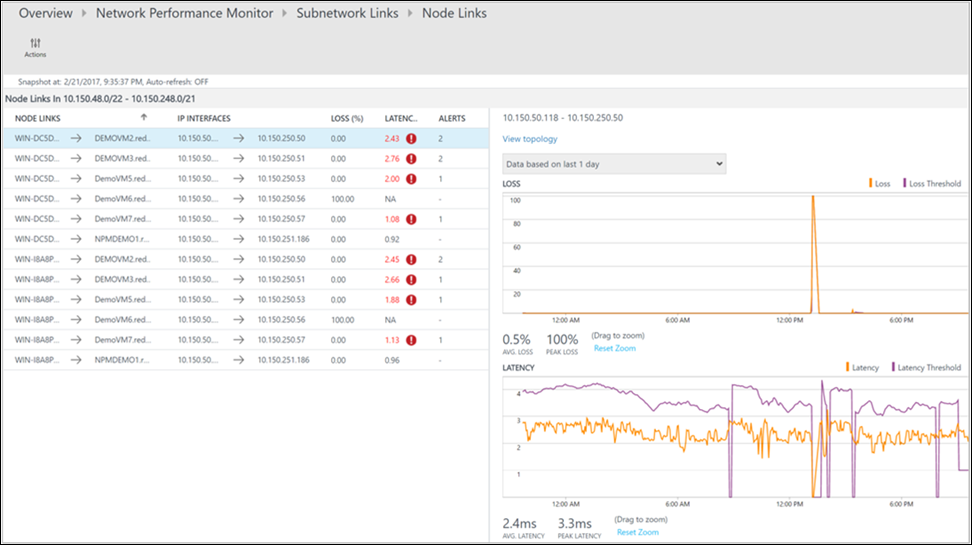 Overview Network Performance Monitor Subnetwork Links Node Links
Actions
Snapshot at: 2/21/2017, 9:35:37 PM, Auto-refresh: OFF
Node Links In 10.150.48.0/22 - 10.150.248.0/21
NODE LINKS IP INTERFACES LOSS (%) LATENC... ALERTS
WIN-DC5D... DEMOVM2.red... 10.150.50.... 10.150.250.50 0.00 2.43 2
WIN-DC5D... DEMOVM3.red... 10.150.50.... 10.150.250.51 0.00 2.76 2
WIN-DC5D... DemoVM5.red... 10.150.50.... 10.150.250.53 0.00 2.00 1
WIN-DC5D... DemoVM6.red... 10.150.50.... 10.150.250.56 100.00 NA -
WIN-DC5D... DemoVM7.red... 10.150.50.... 10.150.250.57 0.00 1.08 1
WIN-DC5D... NPMDEMO1.r... 10.150.50.... 10.150.251.186 0.00 0.92 -
WIN-I8A8P... DEMOVM2.red... 10.150.50.... 10.150.250.50 0.00 2.45 2
WIN-I8A8P... DEMOVM3.red... 10.150.50.... 10.150.250.51 0.00 2.66 1
WIN-I8A8P... DemoVM5.red... 10.150.50.... 10.150.250.53 0.00 1.88 1
WIN-I8A8P... DemoVM6.red... 10.150.50.... 10.150.250.56 100.00 NA -
WIN-I8A8P... DemoVM7.red... 10.150.50.... 10.150.250.57 0.00 1.13 1
WIN-I8A8P... NPMDEMO1.r... 10.150.50.... 10.150.251.186 0.00 0.96 -
10.150.50.118 - 10.150.250.50
View topology
Data based on last 1 day
LOSS Loss Loss Threshold
100
80
60
40
20
12:00 AM 6:00 AM 12:00 PM 6:00 PM
0.5% 100% (Drag to zoom)
AVG. LOSS PEAK LOSS Reset Zoom
LATENCY Latency Latency Threshold
4
3
2
1
12:00 AM 6:00 AM 12:00 PM 6:00 PM
2.4ms 3.3ms (Drag to zoom)
AVG. LATENCY PEAK LATENCY Reset Zoom